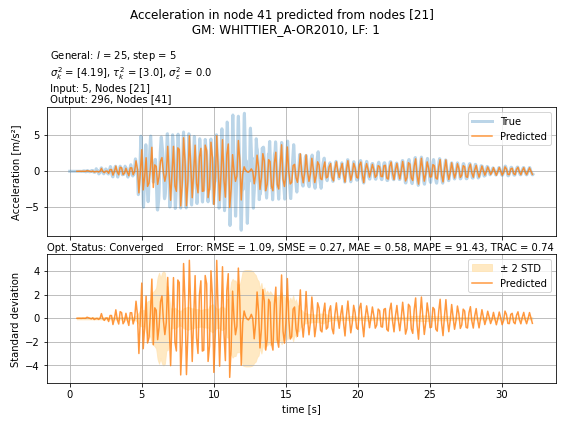 Acceleration in node 41 predicted from nodes [21]
GM: WHITTIER_A-OR2010, LF: 1
General: l = 25, step = 5
σ²ₖ = [4.19], τ²ₖ = [3.0], σ²ε = 0.0
Input: 5, Nodes [21]
Output: 296, Nodes [41]
Acceleration [m/s²]
5
0
−5
True
Predicted
Opt. Status: Converged Error: RMSE = 1.09, SMSE = 0.27, MAE = 0.58, MAPE = 91.43, TRAC = 0.74
Standard deviation
4
2
0
−2
−4
± 2 STD
Predicted
0 5 10 15 20 25 30
time [s]